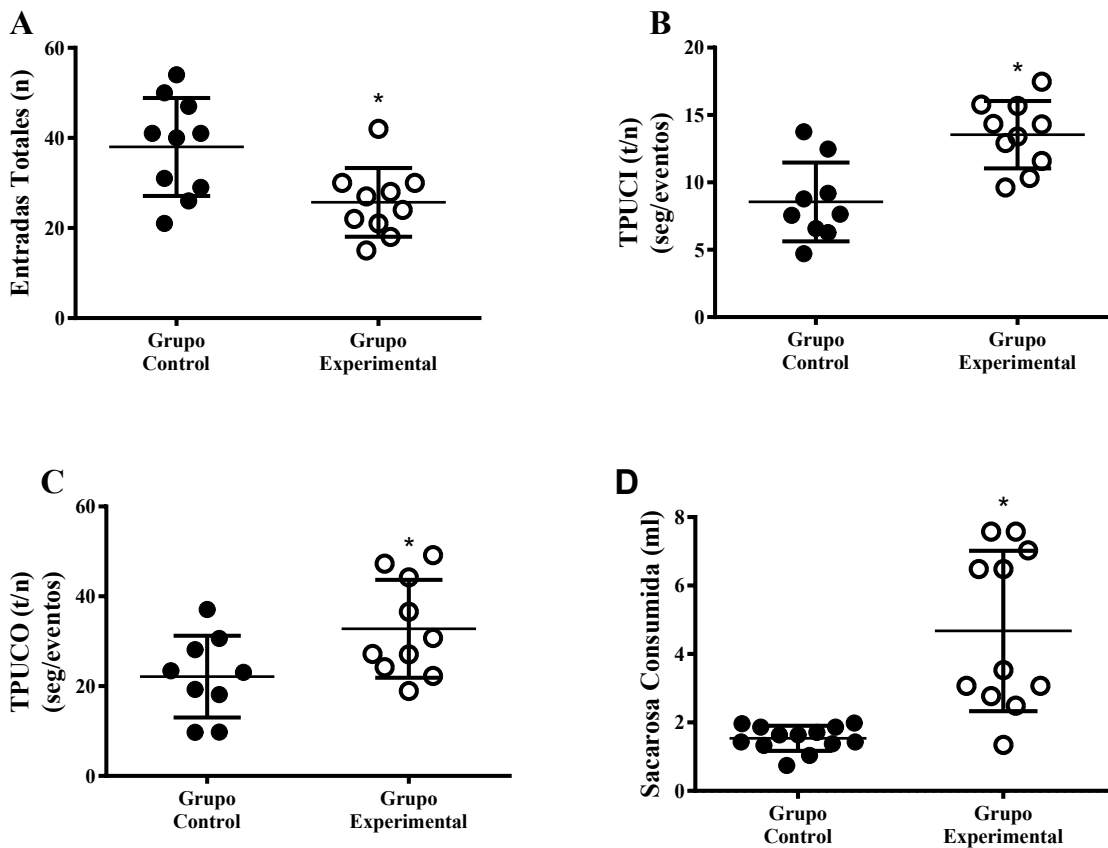 A
Entradas Totales (n)
60
40
20
0
*
Grupo
Control
Grupo
Experimental
B
TPUCI (t/n)
(seg/eventos)
20
15
10
5
0
*
Grupo
Control
Grupo
Experimental
C
TPUCO (t/n)
(seg/eventos)
60
40
20
0
*
Grupo
Control
Grupo
Experimental
D
Sacarosa Consumida (ml)
8
6
4
2
0
*
Grupo
Control
Grupo
Experimental